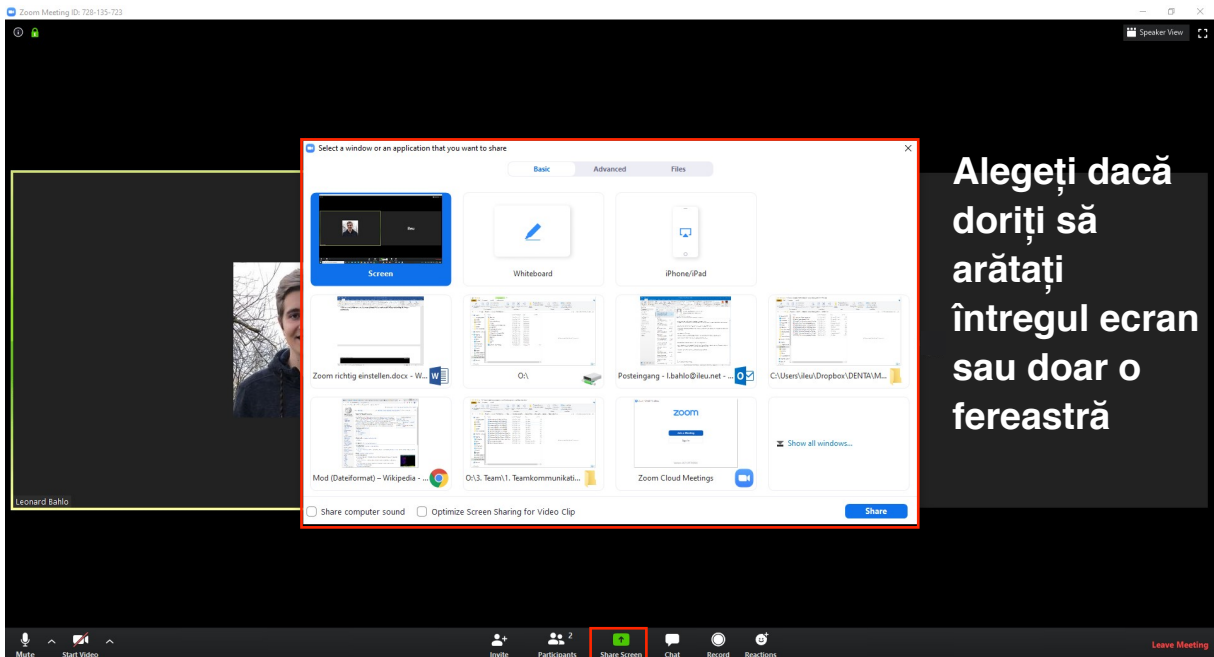 Zoom Meeting ID: 728-135-723
Speaker View
Select a window or an application that you want to share
Basic Advanced Files
Screen Whiteboard iPhone/iPad
Zoom richtig einstellen.docx - W... O:\ Posteingang - l.bahlo@ileu.net - ... C:\Users\ileu\Dropbox\DENTA\M...
zoom
Show all windows...
Mod (Dateiformat) – Wikipedia - ... O:\3. Team\1. Teamkommunikati... Zoom Cloud Meetings
Share computer sound Optimize Screen Sharing for Video Clip Share
Leonard Bahlo
Alegeți dacă
doriți să
arătați
întregul ecran
sau doar o
fereastră
Mute Start Video Invite Participants 2 Share Screen Chat Record Reactions Leave Meeting